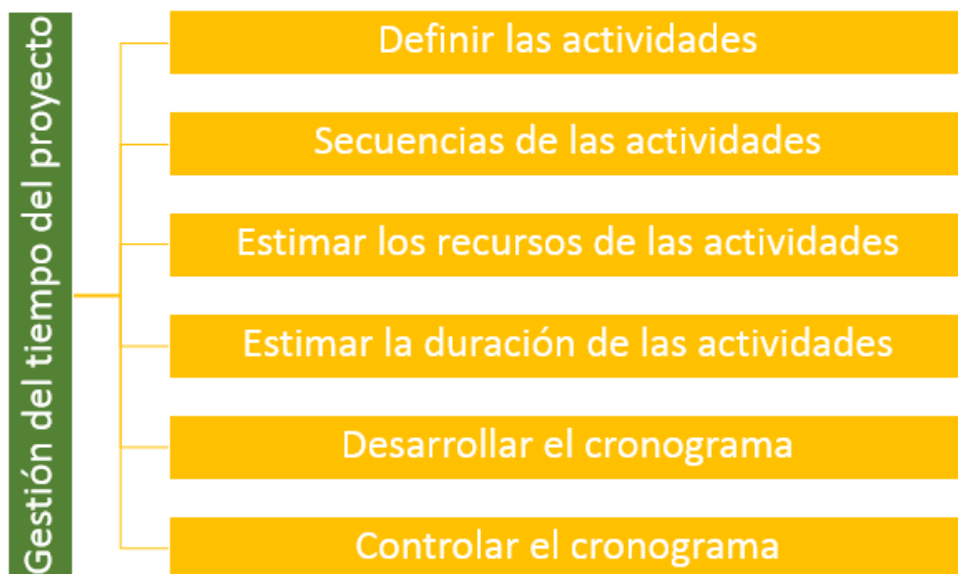 Gestión del tiempo del proyecto
Definir las actividades
Secuencias de las actividades
Estimar los recursos de las actividades
Estimar la duración de las actividades
Desarrollar el cronograma
Controlar el cronograma